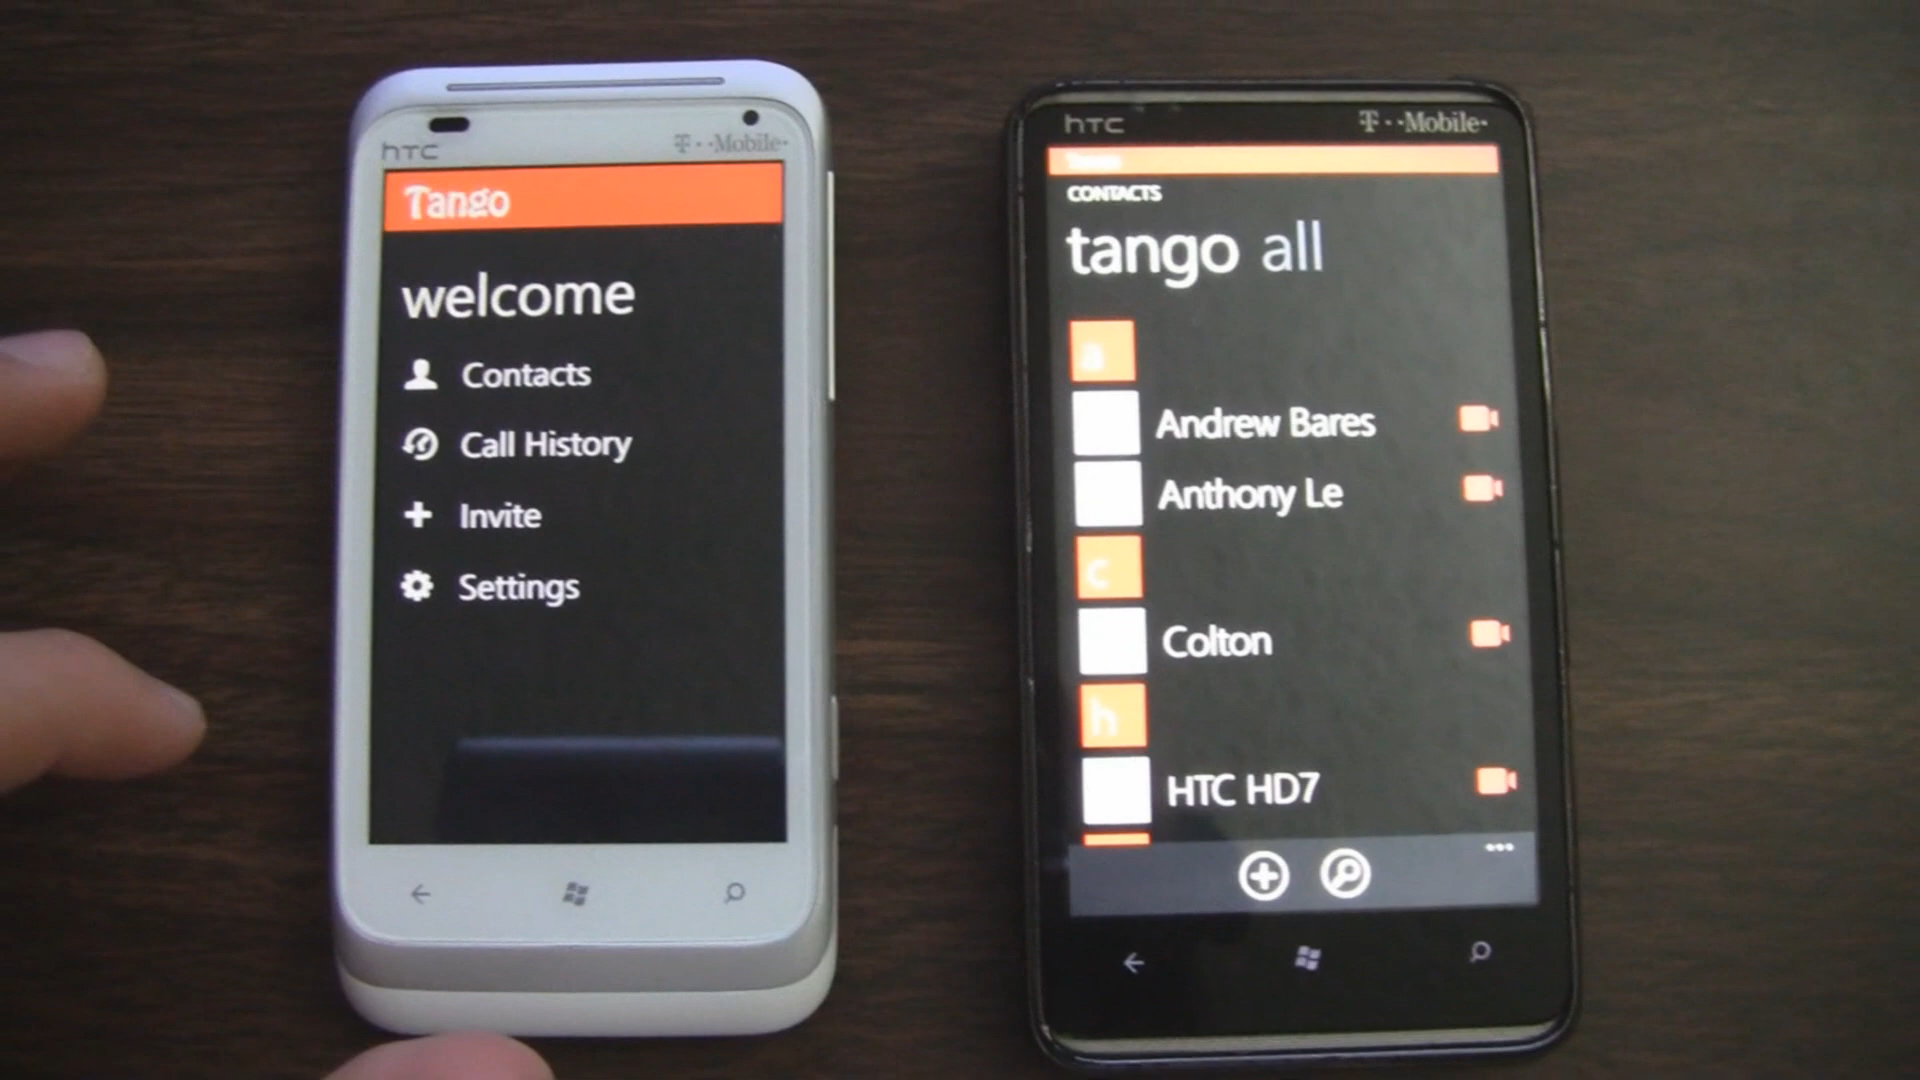 hTC
T··Mobile·
Tango
welcome
Contacts
Call History
Invite
Settings
hTC
T··Mobile·
Tango
CONTACTS
tango all
a
Andrew Bares
Anthony Le
c
Colton
h
HTC HD7